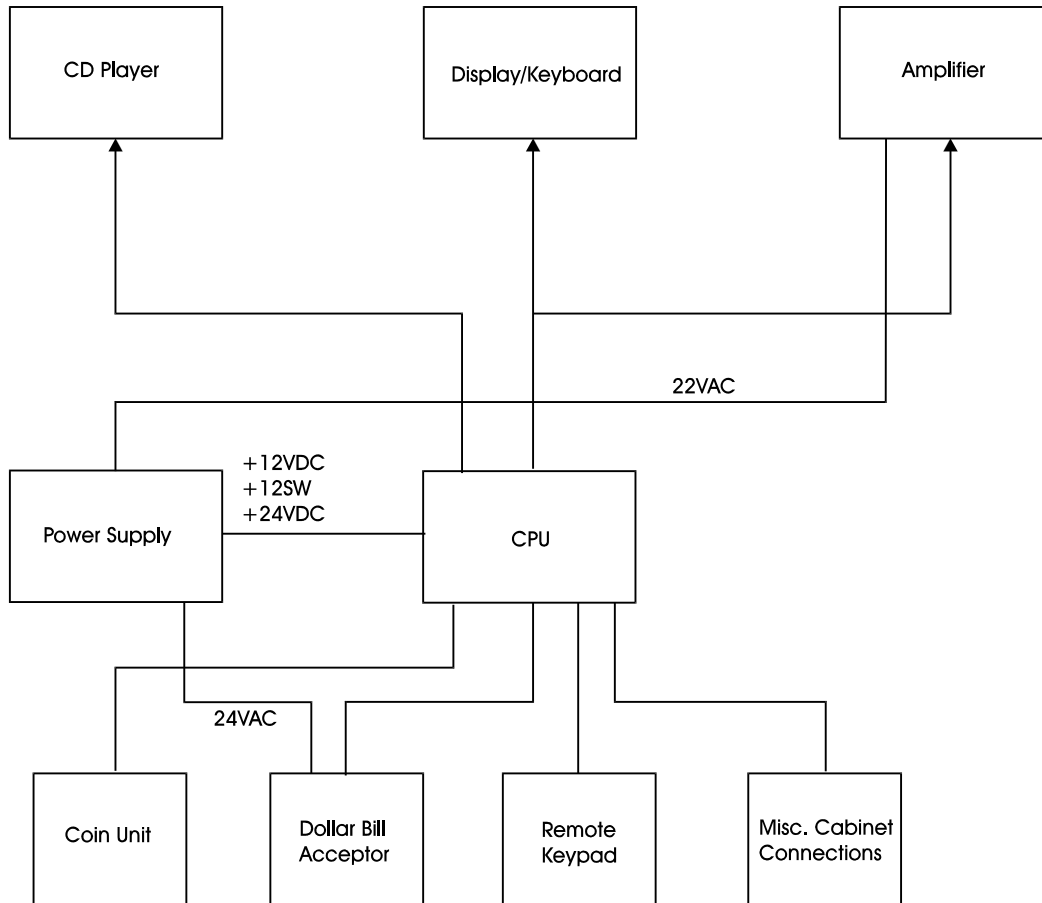 CD Player
Display/Keyboard
Amplifier
22VAC
+12VDC
+12SW
+24VDC
Power Supply
CPU
24VAC
Coin Unit
Dollar Bill
Acceptor
Remote
Keypad
Misc. Cabinet
Connections